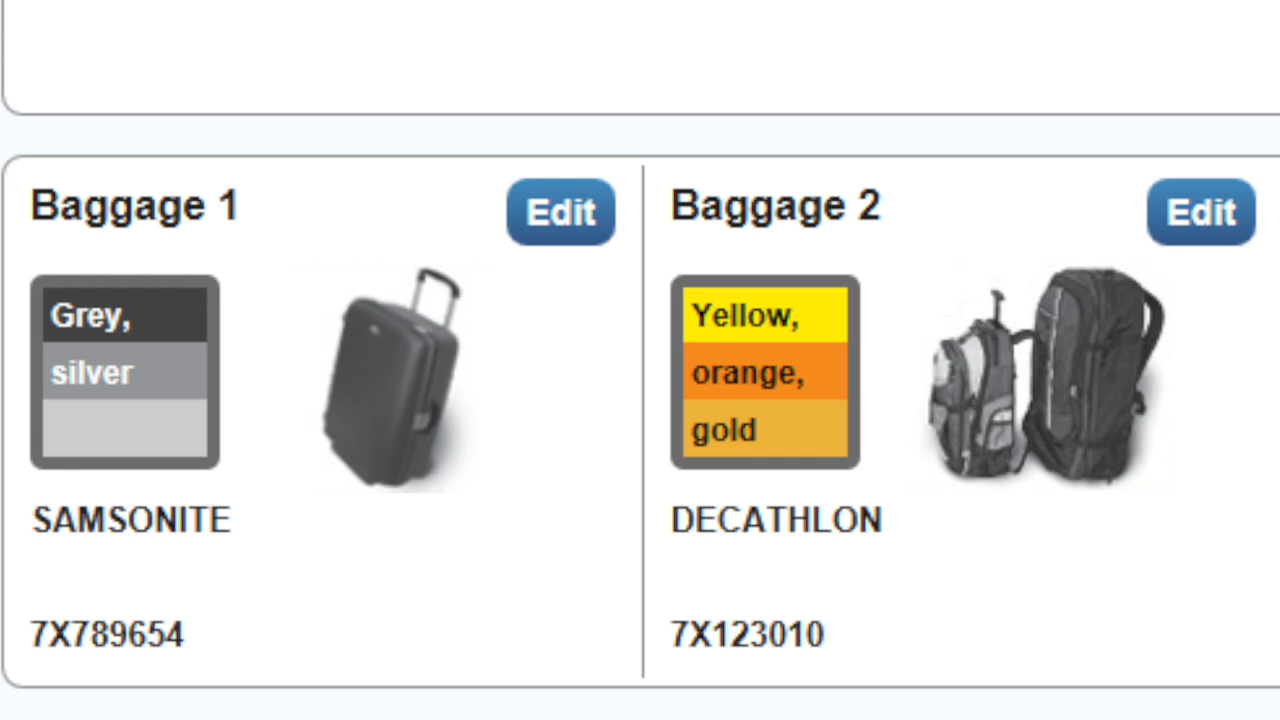 Baggage 1
Edit
Grey,
silver
SAMSONITE
7X789654
Baggage 2
Edit
Yellow,
orange,
gold
DECATHLON
7X123010